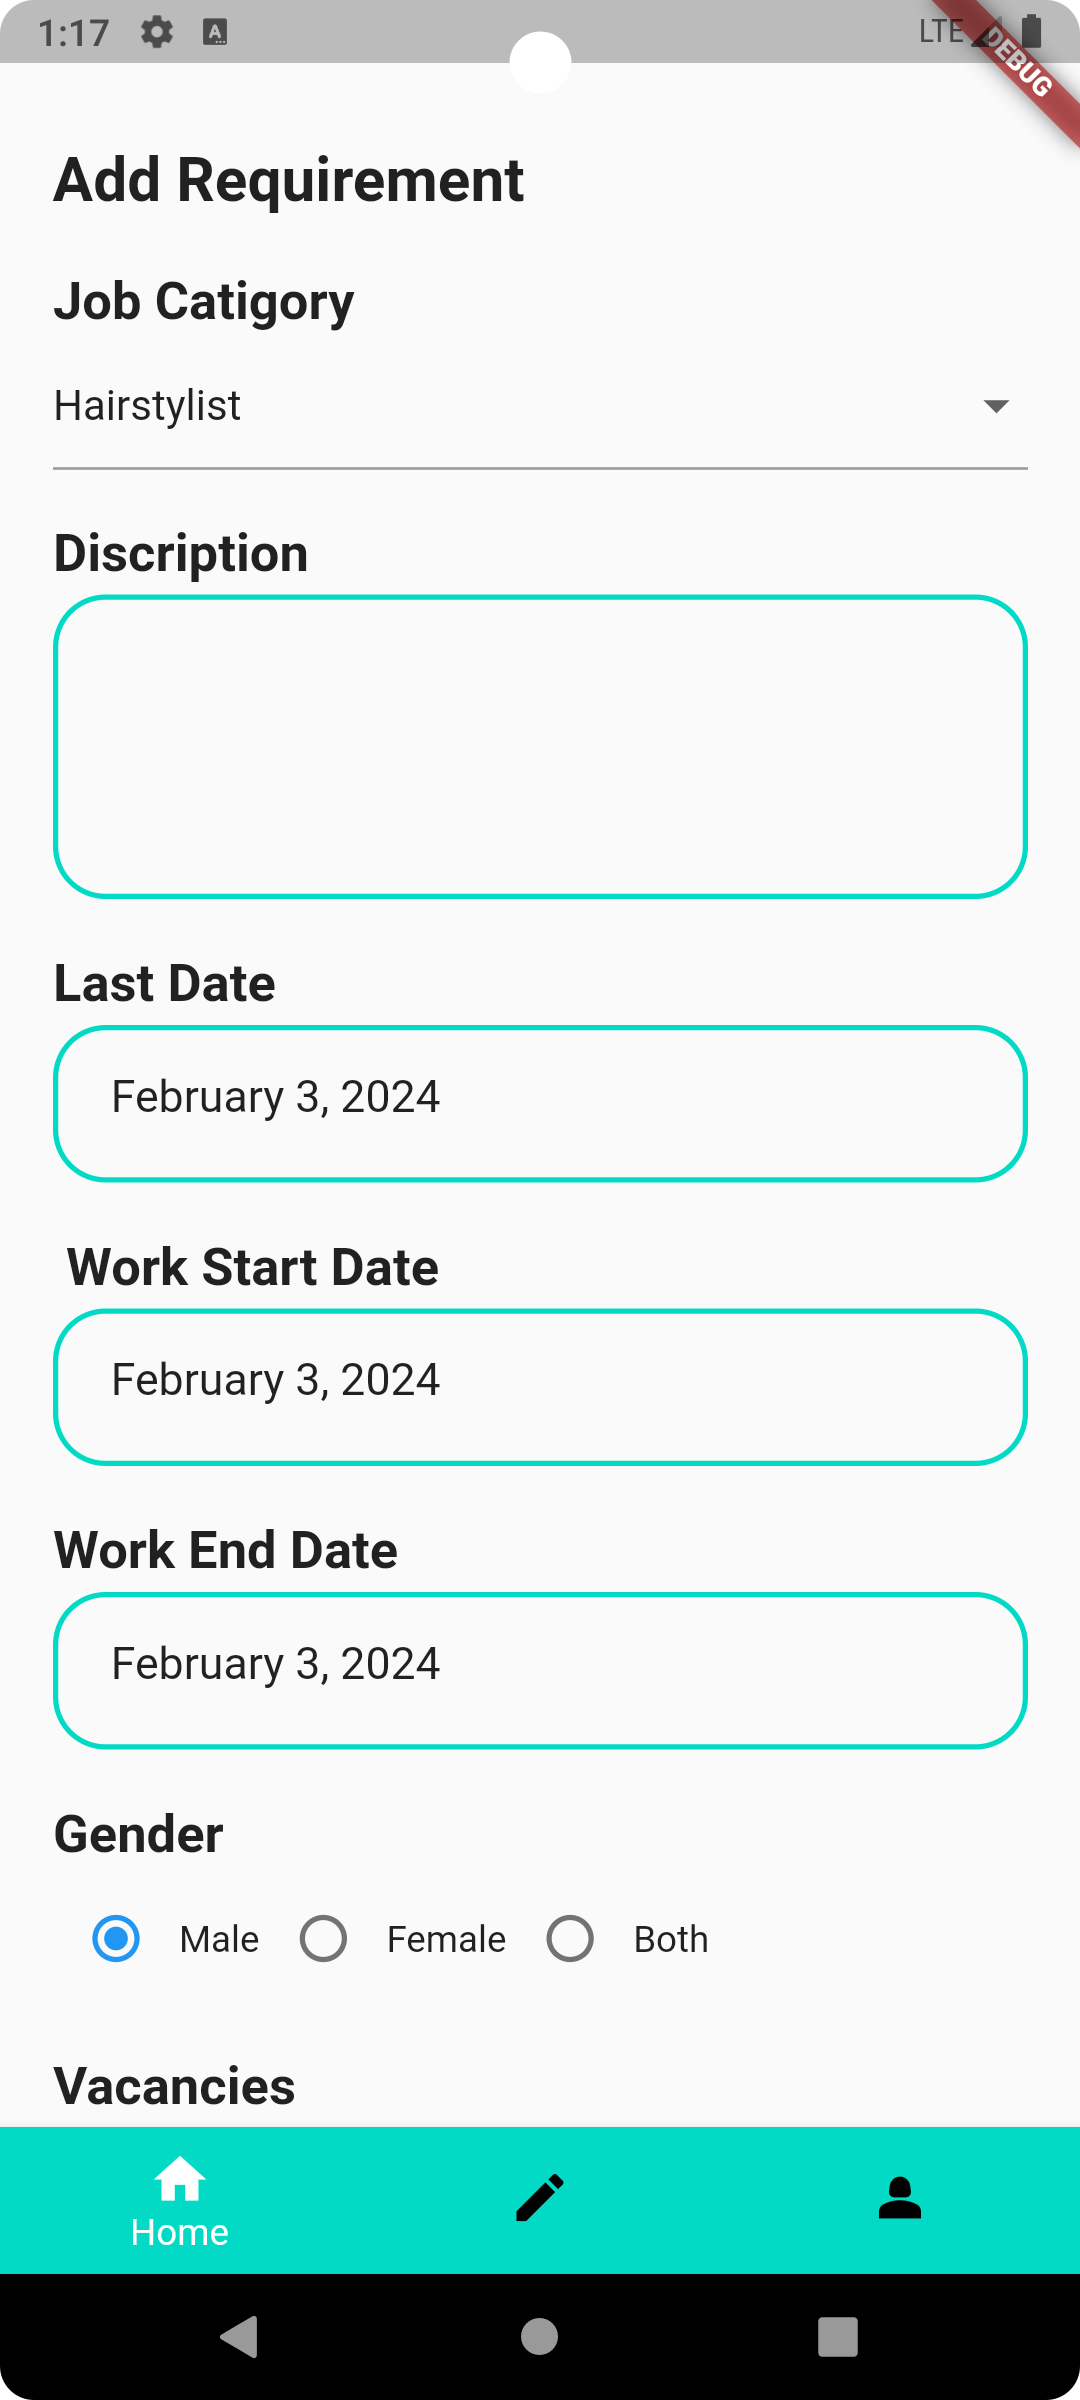 1:17
LTE
DEBUG
Add Requirement
Job Catigory
Hairstylist
Discription
Last Date
February 3, 2024
Work Start Date
February 3, 2024
Work End Date
February 3, 2024
Gender
Male Female Both
Vacancies
Home